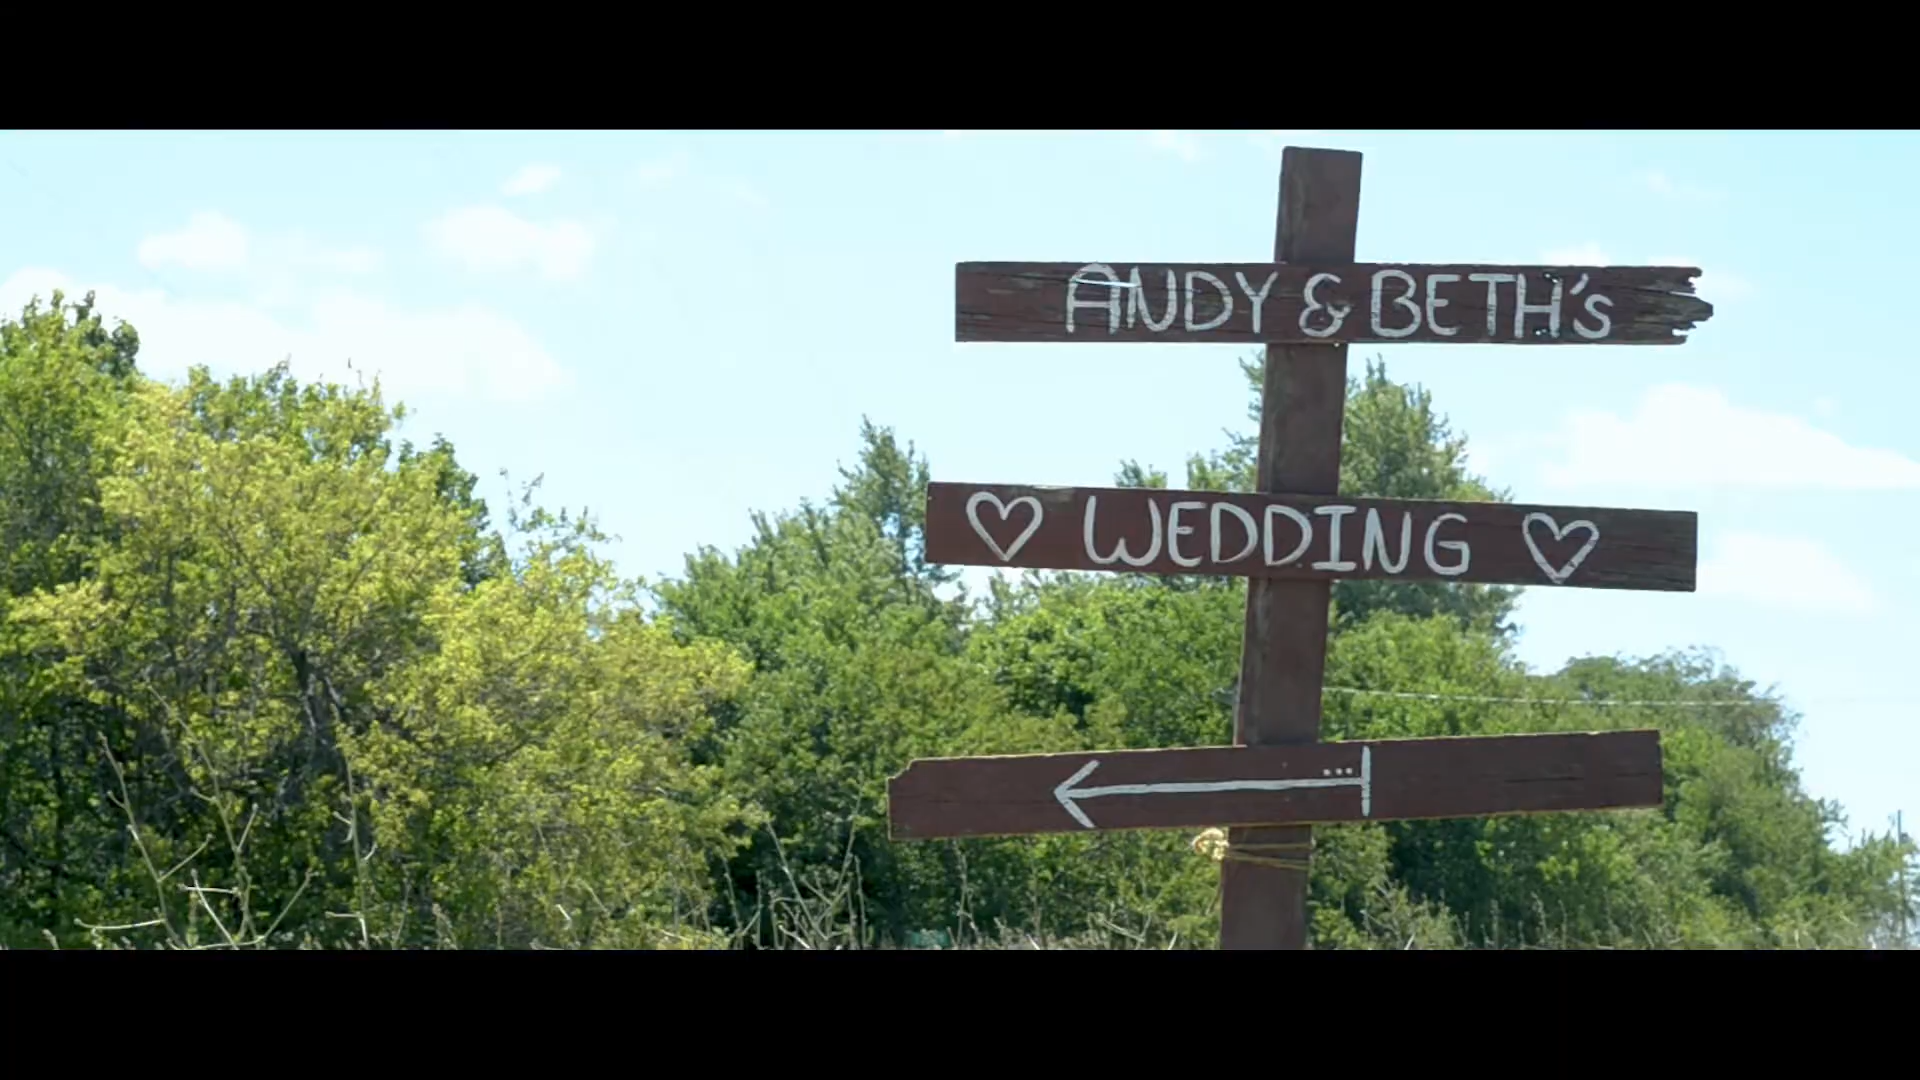 ANDY & BETH's
♡ WEDDING ♡